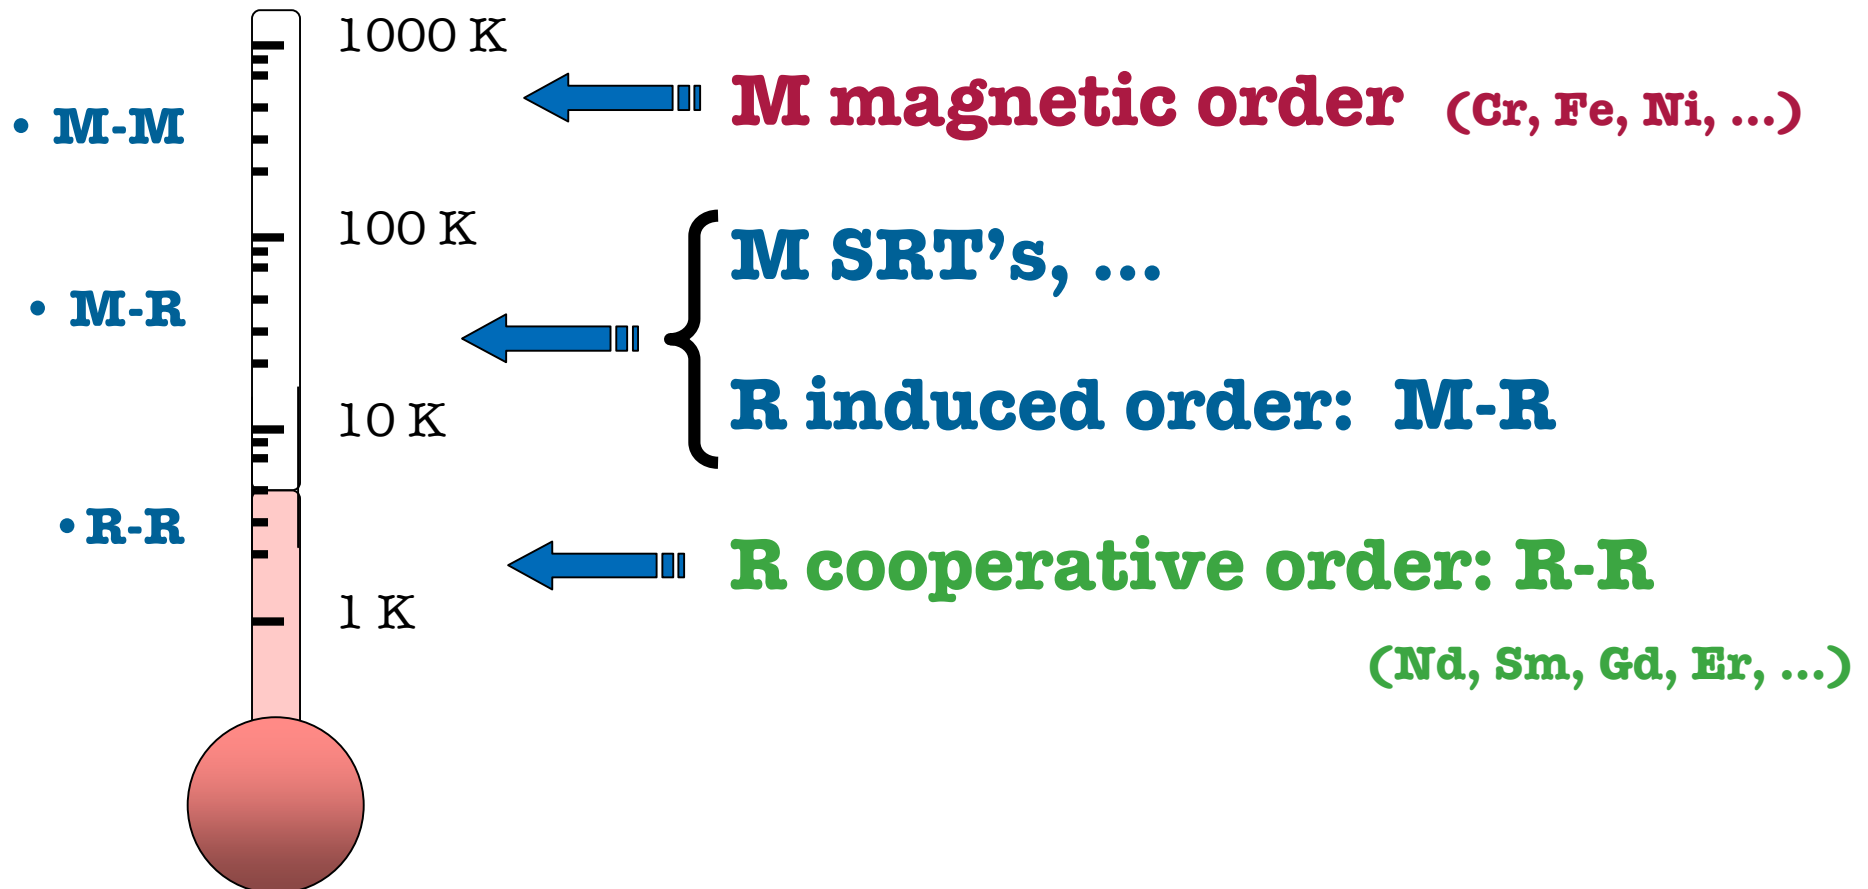 1000 K
M magnetic order (Cr, Fe, Ni, ...)
• M-M
100 K
M SRT’s, ...
• M-R
R induced order: M-R
10 K
• R-R
R cooperative order: R-R
1 K
(Nd, Sm, Gd, Er, ...)